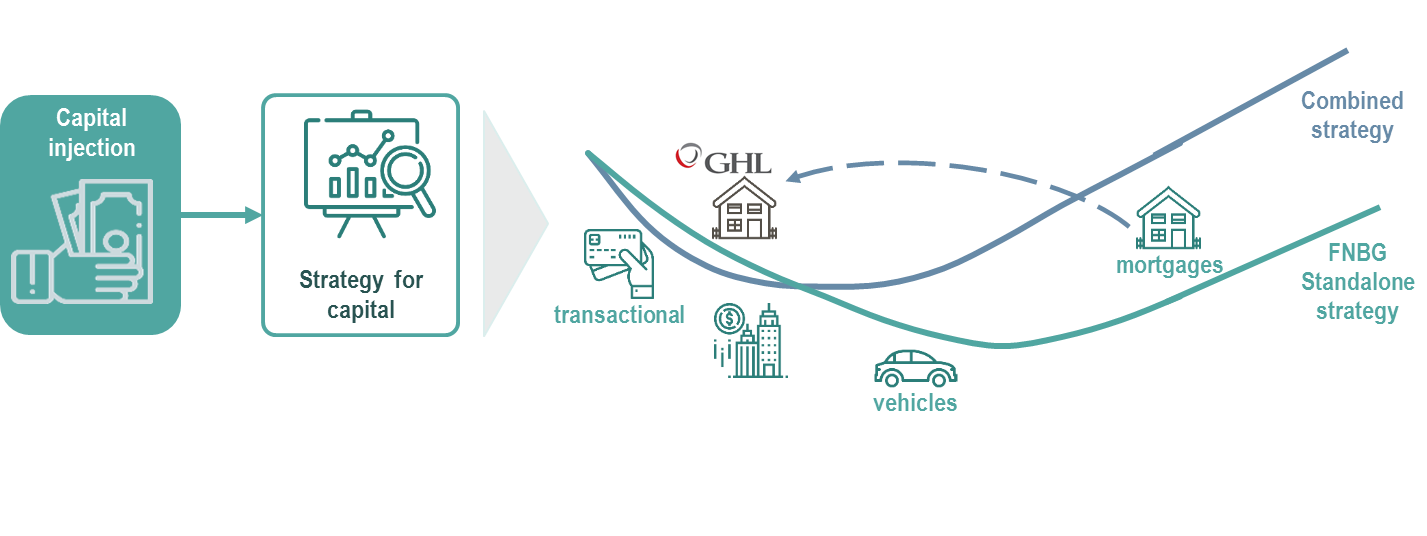 Capital
injection
Strategy for
capital
GHL
transactional
$
vehicles
mortgages
Combined
strategy
FNBG
Standalone
strategy